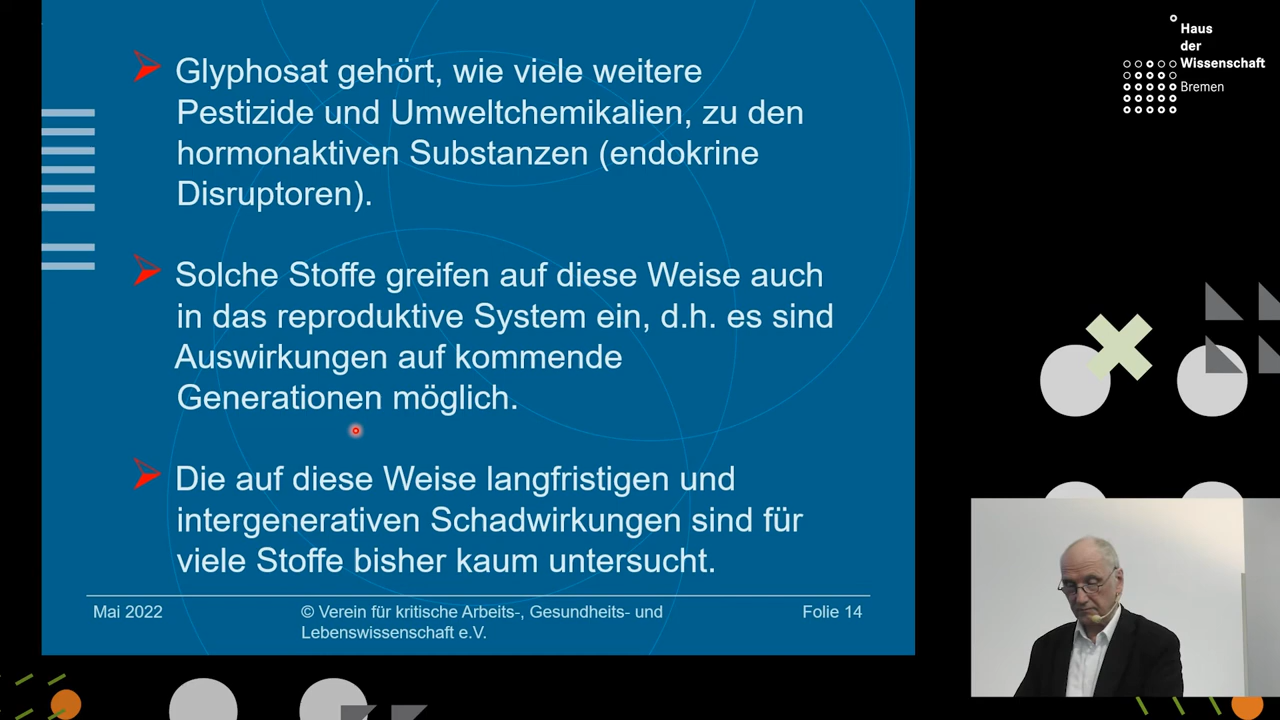 Glyphosat gehört, wie viele weitere
Pestizide und Umweltchemikalien, zu den
hormonaktiven Substanzen (endokrine
Disruptoren).
Solche Stoffe greifen auf diese Weise auch
in das reproduktive System ein, d.h. es sind
Auswirkungen auf kommende
Generationen möglich.
Die auf diese Weise langfristigen und
intergenerativen Schadwirkungen sind für
viele Stoffe bisher kaum untersucht.
Mai 2022
© Verein für kritische Arbeits-, Gesundheits- und
Lebenswissenschaft e.V.
Folie 14
Haus
der
Wissenschaft
Bremen